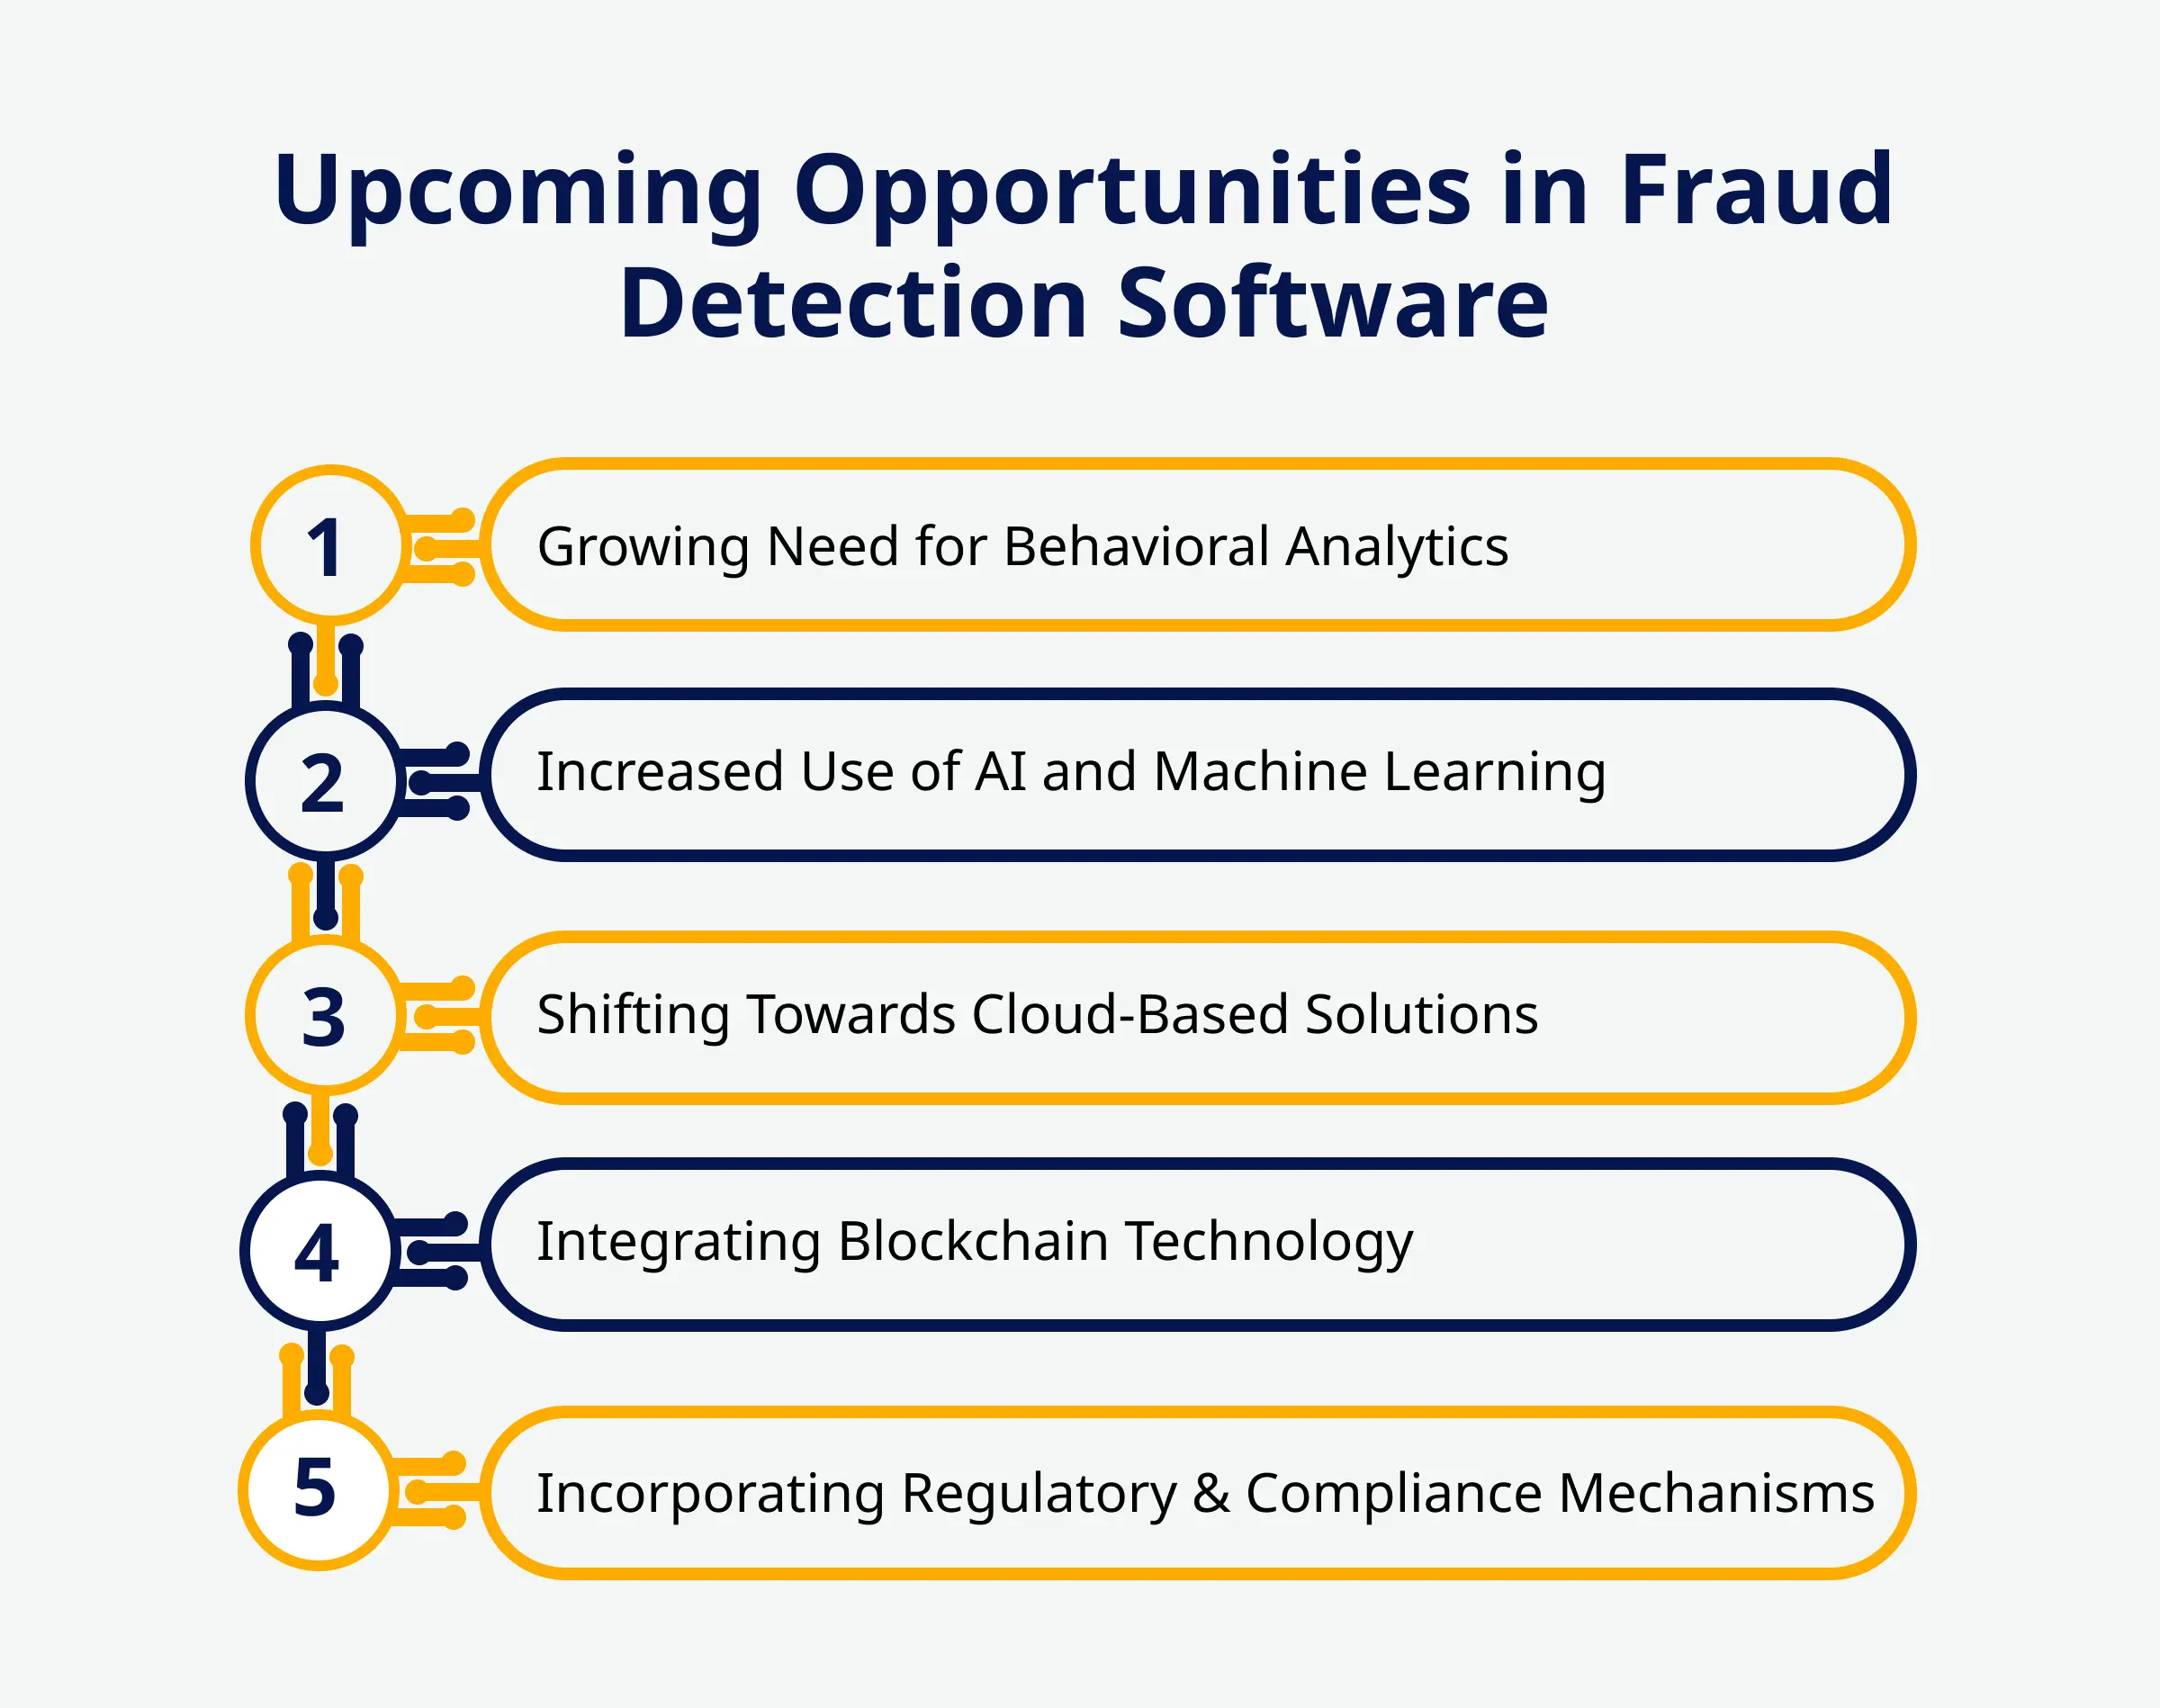 Upcoming Opportunities in Fraud
Detection Software
1
Growing Need for Behavioral Analytics
2
Increased Use of AI and Machine Learning
3
Shifting Towards Cloud-Based Solutions
4
Integrating Blockchain Technology
5
Incorporating Regulatory & Compliance Mechanisms